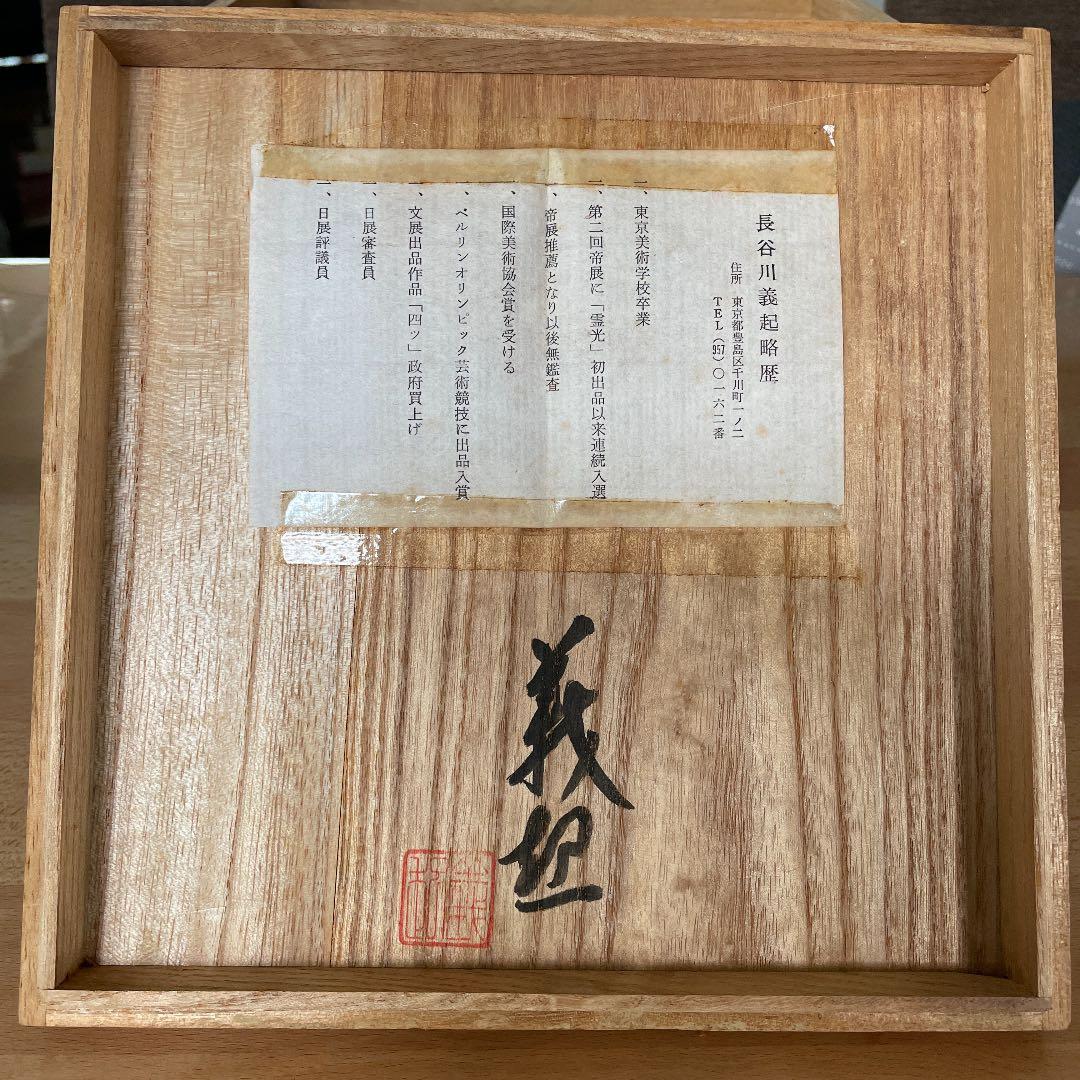 長谷川義起略歴
住所 東京都豊島区千川町一ノ二
TEL(957)〇一六二番
一、東京美術学校卒業
一、第二回帝展に「霊光」初出品以来連続入選
一、帝展推薦となり以後無鑑査
一、国際美術協会賞を受ける
一、ベルリンオリンピック芸術競技に出品入賞
一、文展出品作品「四ッ」政府買上げ
一、日展審査員
一、日展評議員
義起